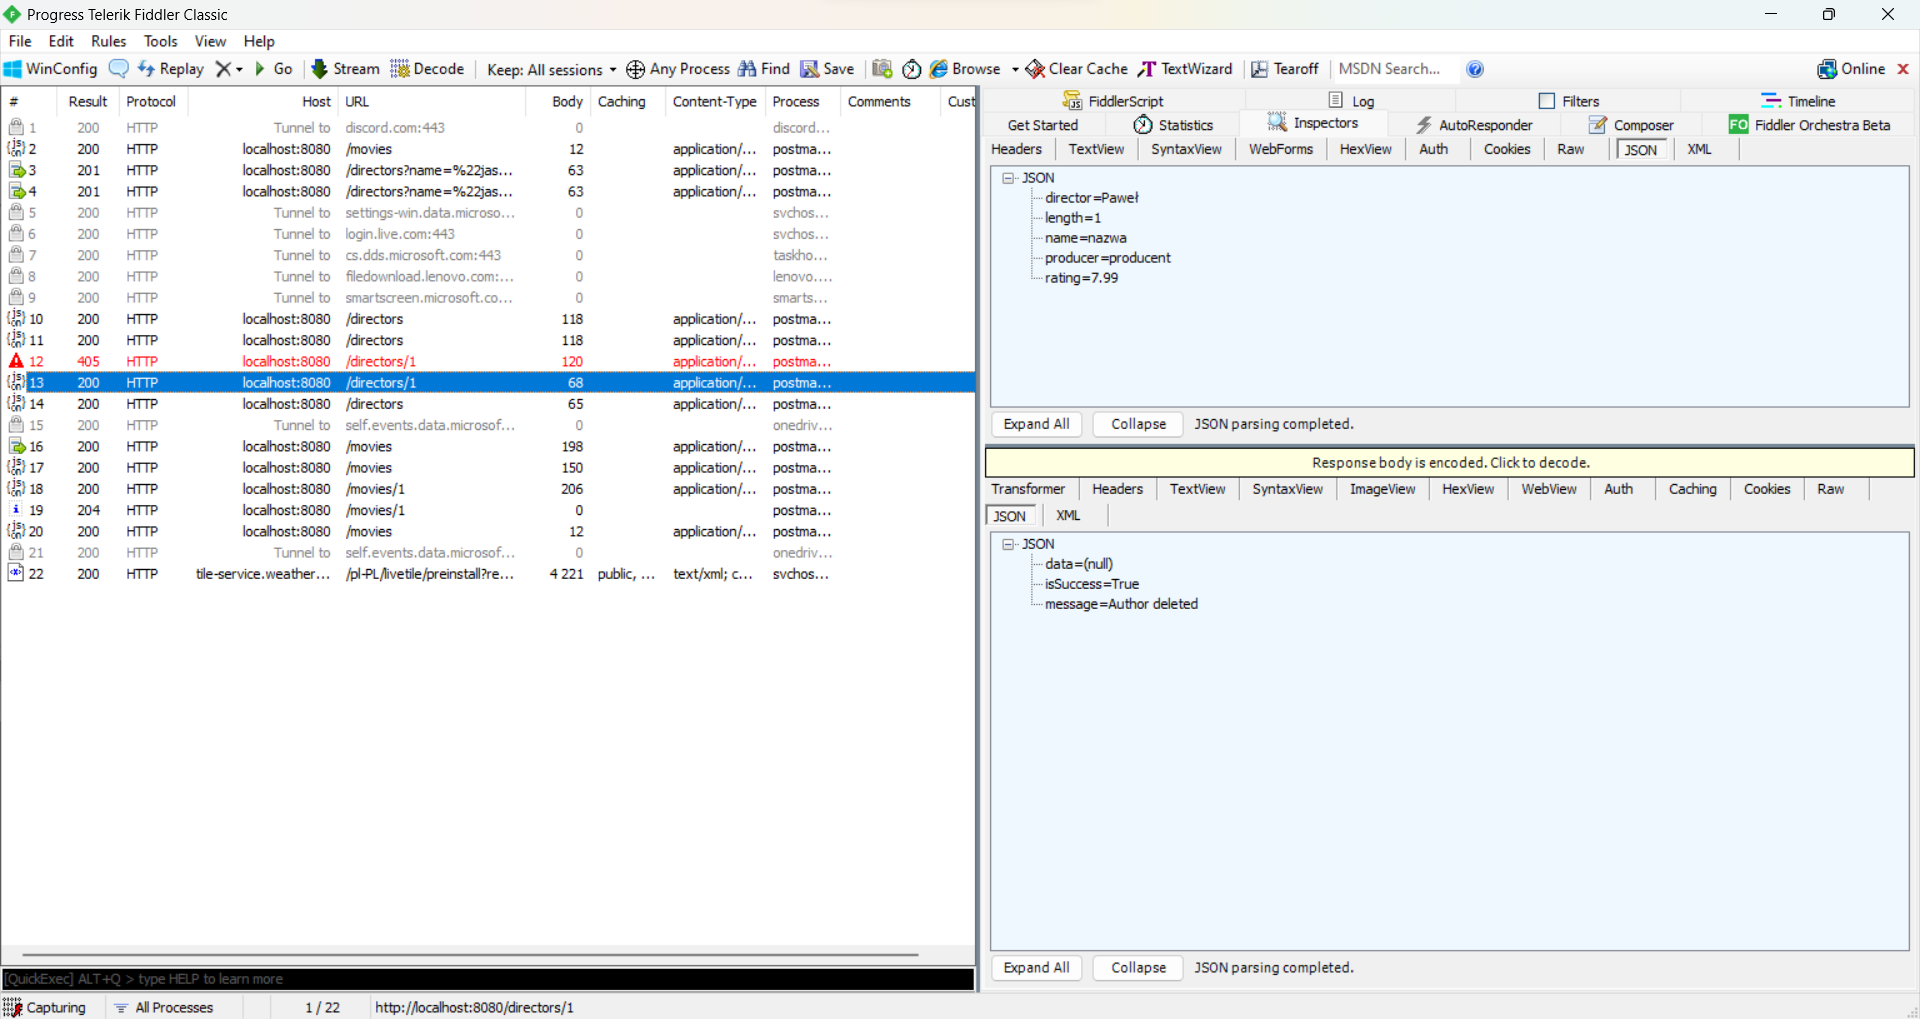 Progress Telerik Fiddler Classic
File Edit Rules Tools View Help
WinConfig Replay Go Stream Decode Keep: All sessions Any Process Find Save Browse Clear Cache TextWizard Tearoff MSDN Search... Online
# Result Protocol Host URL Body Caching Content-Type Process Comments Cust
1 200 HTTP Tunnel to discord.com:443 0 discord...
2 200 HTTP localhost:8080 /movies 12 application/... postma...
3 201 HTTP localhost:8080 /directors?name=%22jas... 63 application/... postma...
4 201 HTTP localhost:8080 /directors?name=%22jas... 63 application/... postma...
5 200 HTTP Tunnel to settings-win.data.microso... 0 svchos...
6 200 HTTP Tunnel to login.live.com:443 0 svchos...
7 200 HTTP Tunnel to cs.dds.microsoft.com:443 0 taskho...
8 200 HTTP Tunnel to filedownload.lenovo.com:... 0 lenovo....
9 200 HTTP Tunnel to smartscreen.microsoft.co... 0 smarts...
10 200 HTTP localhost:8080 /directors 118 application/... postma...
11 200 HTTP localhost:8080 /directors 118 application/... postma...
12 405 HTTP localhost:8080 /directors/1 120 application/... postma...
13 200 HTTP localhost:8080 /directors/1 68 application/... postma...
14 200 HTTP localhost:8080 /directors 65 application/... postma...
15 200 HTTP Tunnel to self.events.data.microsof... 0 onedriv...
16 200 HTTP localhost:8080 /movies 198 application/... postma...
17 200 HTTP localhost:8080 /movies 150 application/... postma...
18 200 HTTP localhost:8080 /movies/1 206 application/... postma...
19 204 HTTP localhost:8080 /movies/1 0 postma...
20 200 HTTP localhost:8080 /movies 12 application/... postma...
21 200 HTTP Tunnel to self.events.data.microsof... 0 onedriv...
22 200 HTTP tile-service.weather... /pl-PL/livetile/preinstall?re... 4 221 public, ... text/xml; c... svchos...
[QuickExec] ALT+Q > type HELP to learn more
Capturing All Processes 1 / 22 http://localhost:8080/directors/1
FiddlerScript Log Filters Timeline
Get Started Statistics Inspectors AutoResponder Composer FO Fiddler Orchestra Beta
Headers TextView SyntaxView WebForms HexView Auth Cookies Raw JSON XML
JSON
director=Paweł
length=1
name=nazwa
producer=producent
rating=7.99
Expand All Collapse JSON parsing completed.
Response body is encoded. Click to decode.
Transformer Headers TextView SyntaxView ImageView HexView WebView Auth Caching Cookies Raw
JSON XML
JSON
data=(null)
isSuccess=True
message=Author deleted
Expand All Collapse JSON parsing completed.